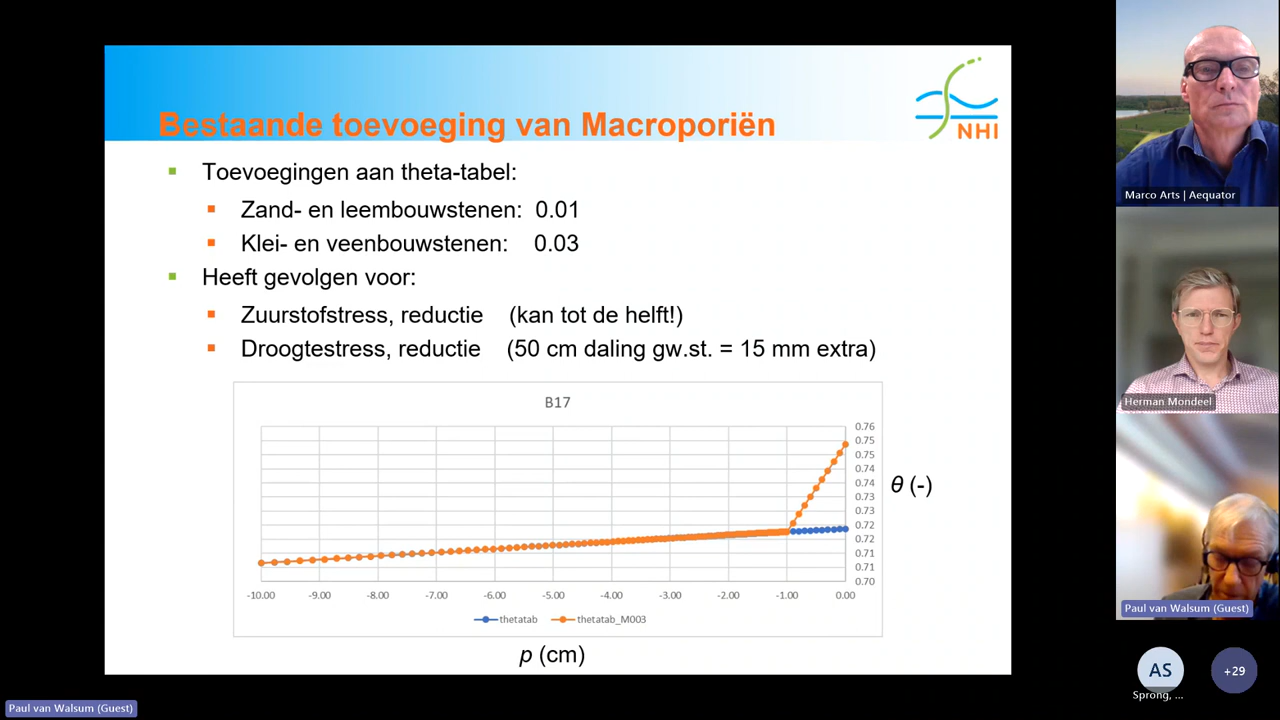 Bestaande toevoeging van Macroporiën
NHI
Toevoegingen aan theta-tabel:
Zand- en leembouwstenen: 0.01
Klei- en veenbouwstenen: 0.03
Heeft gevolgen voor:
Zuurstofstress, reductie (kan tot de helft!)
Droogtestress, reductie (50 cm daling gw.st. = 15 mm extra)
B17
0.76
0.75
0.75
0.74
0.74
0.73
0.73
0.72
0.72
0.71
0.71
0.70
θ (-)
-10.00 -9.00 -8.00 -7.00 -6.00 -5.00 -4.00 -3.00 -2.00 -1.00 0.00
thetatab thetatab_M003
p (cm)
Marco Arts | Aequator
Herman Mondeel
Paul van Walsum (Guest)
AS +29
Sprong, ...
Paul van Walsum (Guest)